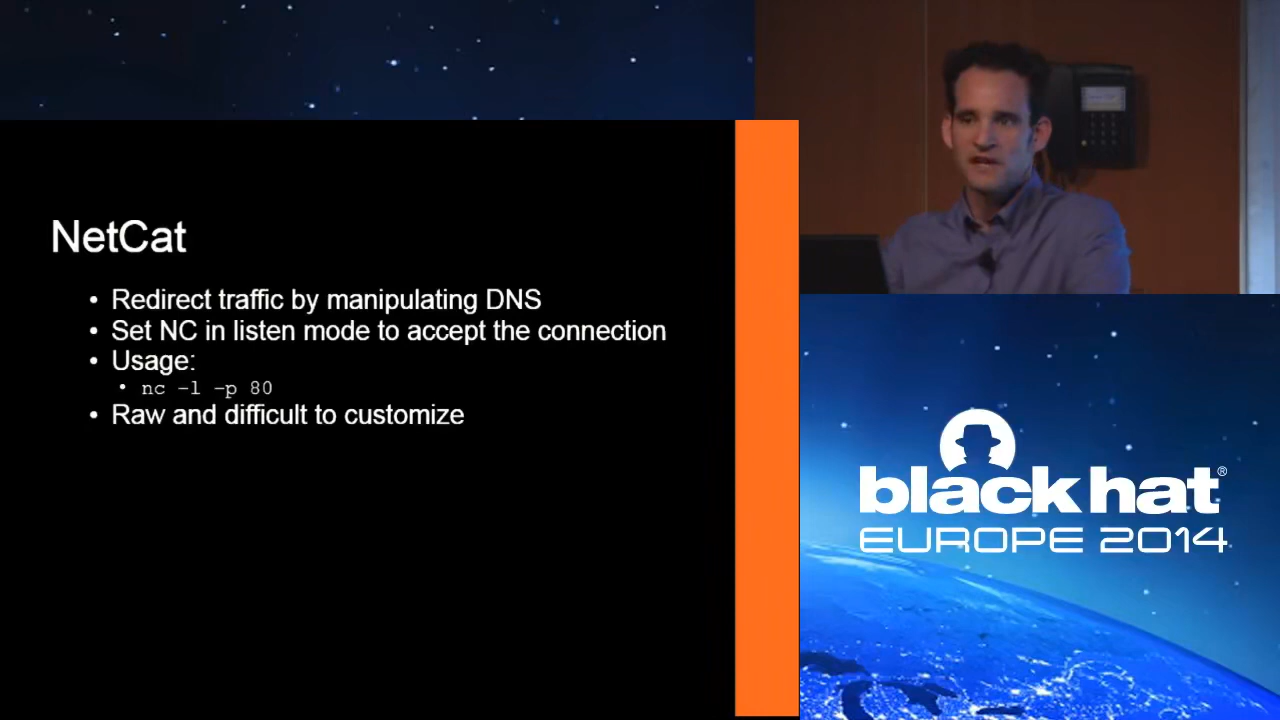 NetCat
• Redirect traffic by manipulating DNS
• Set NC in listen mode to accept the connection
• Usage:
• nc –l –p 80
• Raw and difficult to customize
black hat®
EUROPE 2014